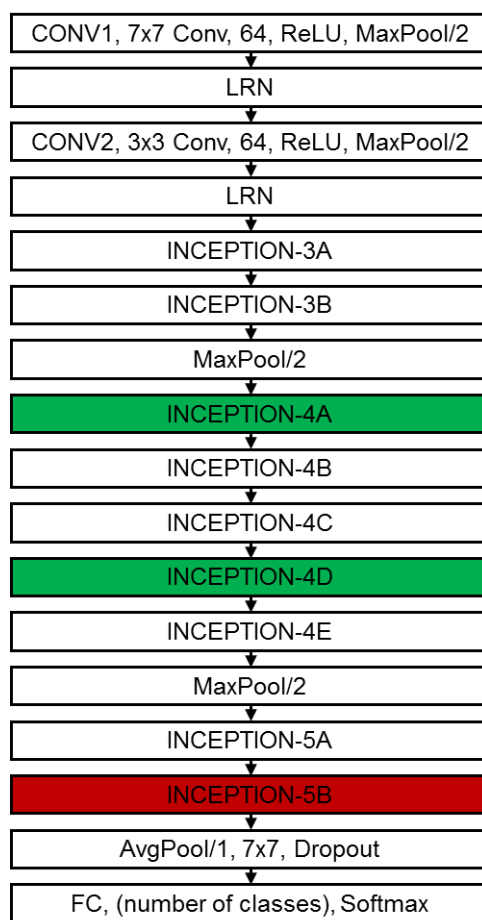 CONV1, 7x7 Conv, 64, ReLU, MaxPool/2
LRN
CONV2, 3x3 Conv, 64, ReLU, MaxPool/2
LRN
INCEPTION-3A
INCEPTION-3B
MaxPool/2
INCEPTION-4A
INCEPTION-4B
INCEPTION-4C
INCEPTION-4D
INCEPTION-4E
MaxPool/2
INCEPTION-5A
INCEPTION-5B
AvgPool/1, 7x7, Dropout
FC, (number of classes), Softmax